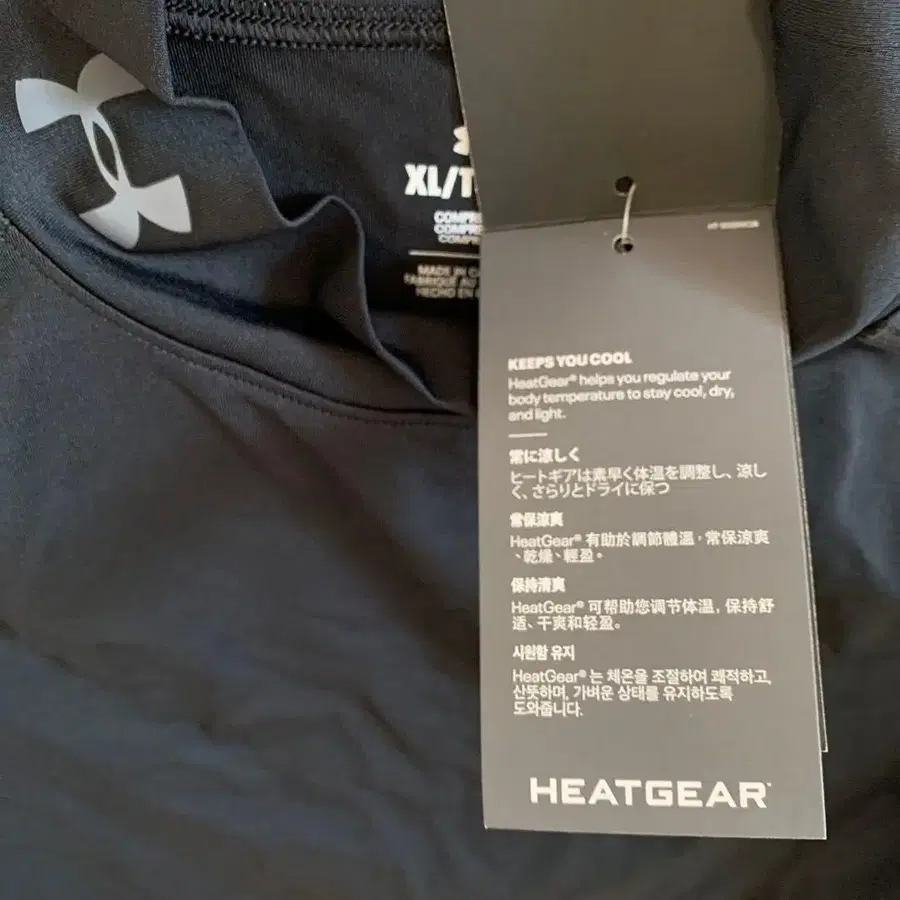 XL/T
COMPRE
COMPRE
COMPRE
MADE IN CA
FABRIQUE AU
HECHO EN
KEEPS YOU COOL
HeatGear® helps you regulate your
body temperature to stay cool, dry,
and light.
常に涼しく
ヒートギアは素早く体温を調整し、涼し
く、さらりとドライに保つ
常保涼爽
HeatGear® 有助於調節體溫，常保涼爽
、乾燥、輕盈。
保持清爽
HeatGear® 可帮助您调节体温，保持舒
适、干爽和轻盈。
시원함 유지
HeatGear® 는 체온을 조절하여 쾌적하고,
산뜻하며, 가벼운 상태를 유지하도록
도와줍니다.
HEATGEAR